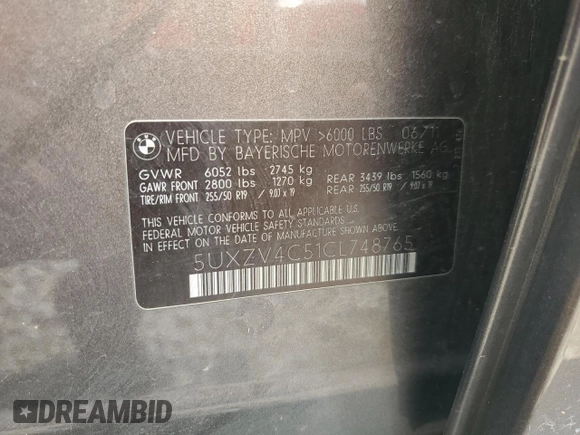 BMW
VEHICLE TYPE: MPV >6000 LBS. 06/11
MFD BY BAYERISCHE MOTORENWERKE AG
GVWR 6052 lbs 2745 kg
GAWR FRONT 2800 lbs 1270 kg REAR 3439 lbs 1560 kg
TIRE/RIM FRONT 255/50 R19 / 9.0J x 19 REAR 255/50 R19 / 9.0J x 19
THIS VEHICLE CONFORMS TO ALL APPLICABLE U.S.
FEDERAL MOTOR VEHICLE SAFETY STANDARDS
IN EFFECT ON THE DATE OF MANUFACTURE SHOWN ABOVE.
5UXZV4C51CL748765
DREAMBID